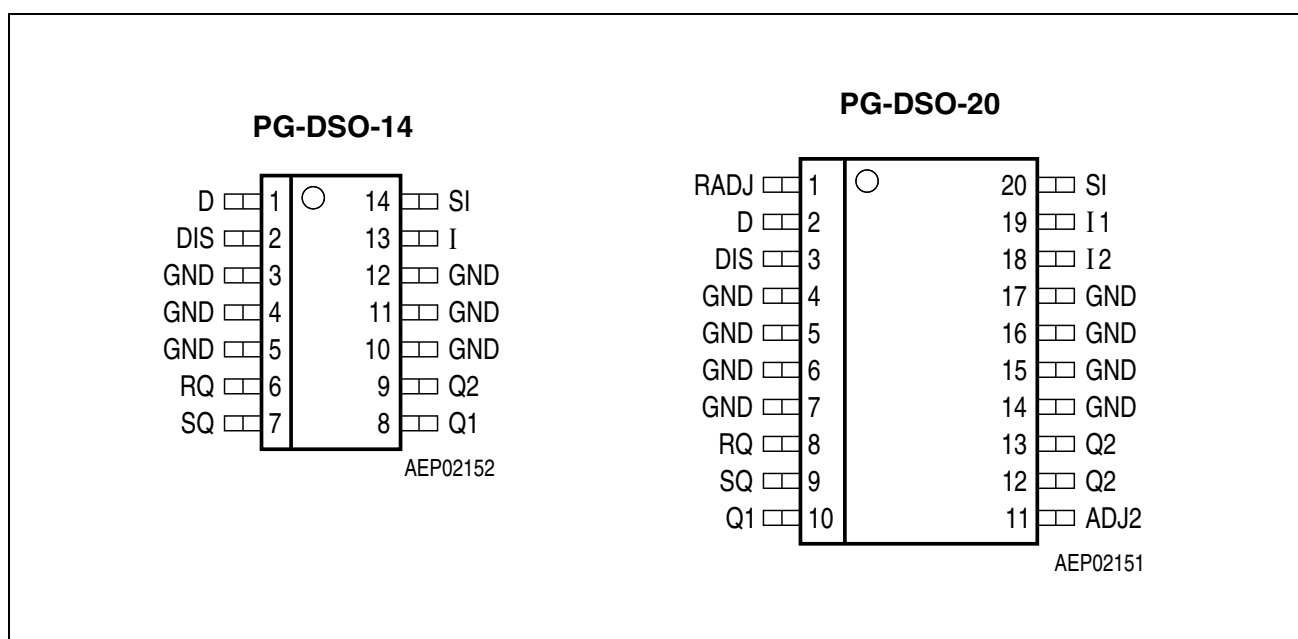 PG-DSO-14
D 1 14 SI
DIS 2 13 I
GND 3 12 GND
GND 4 11 GND
GND 5 10 GND
RQ 6 9 Q2
SQ 7 8 Q1
AEP02152
PG-DSO-20
RADJ 1 20 SI
D 2 19 I1
DIS 3 18 I2
GND 4 17 GND
GND 5 16 GND
GND 6 15 GND
GND 7 14 GND
RQ 8 13 Q2
SQ 9 12 Q2
Q1 10 11 ADJ2
AEP02151